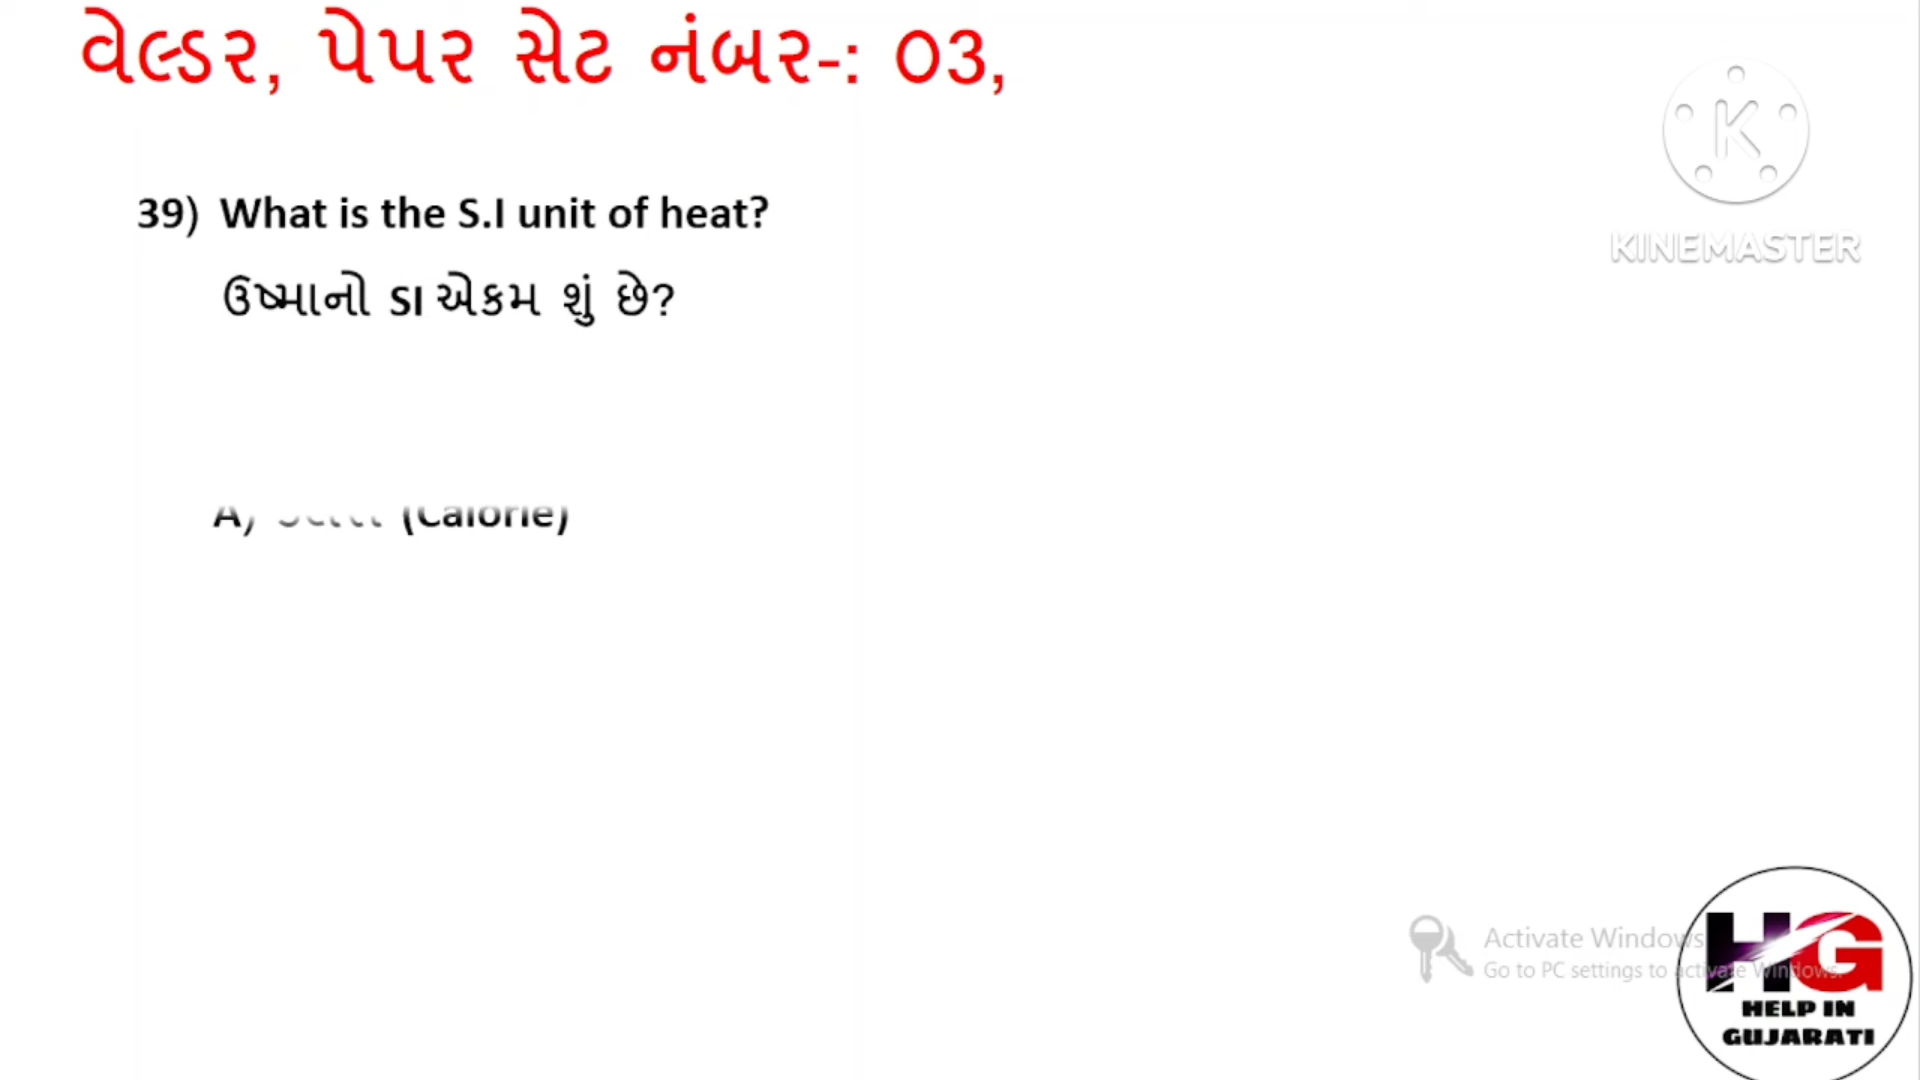 વેલ્ડર, પેપર સેટ નંબર-: 03,
KINEMASTER
39) What is the S.I unit of heat?
ઉષ્માનો SI એકમ શું છે?
A) (Calorie)
Activate Windows
Go to PC settings to activate Windows.
HG
HELP IN
GUJARATI